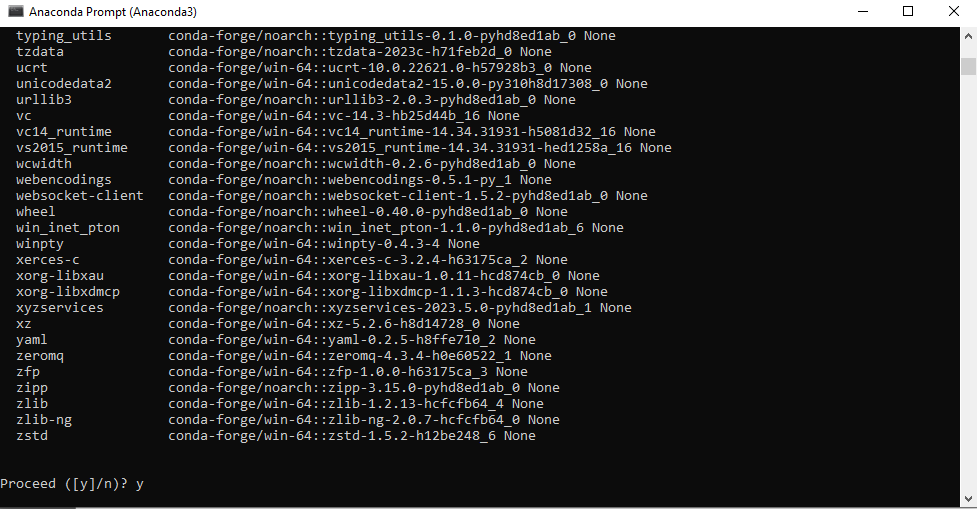 Anaconda Prompt (Anaconda3)
typing_utils conda-forge/noarch::typing_utils-0.1.0-pyhd8ed1ab_0 None
tzdata conda-forge/noarch::tzdata-2023c-h71feb2d_0 None
ucrt conda-forge/win-64::ucrt-10.0.22621.0-h57928b3_0 None
unicodedata2 conda-forge/win-64::unicodedata2-15.0.0-py310h8d17308_0 None
urllib3 conda-forge/noarch::urllib3-2.0.3-pyhd8ed1ab_0 None
vc conda-forge/win-64::vc-14.3-hb25d44b_16 None
vc14_runtime conda-forge/win-64::vc14_runtime-14.34.31931-h5081d32_16 None
vs2015_runtime conda-forge/win-64::vs2015_runtime-14.34.31931-hed1258a_16 None
wcwidth conda-forge/noarch::wcwidth-0.2.6-pyhd8ed1ab_0 None
webencodings conda-forge/noarch::webencodings-0.5.1-py_1 None
websocket-client conda-forge/noarch::websocket-client-1.5.2-pyhd8ed1ab_0 None
wheel conda-forge/noarch::wheel-0.40.0-pyhd8ed1ab_0 None
win_inet_pton conda-forge/noarch::win_inet_pton-1.1.0-pyhd8ed1ab_6 None
winpty conda-forge/win-64::winpty-0.4.3-4 None
xerces-c conda-forge/win-64::xerces-c-3.2.4-h63175ca_2 None
xorg-libxau conda-forge/win-64::xorg-libxau-1.0.11-hcd874cb_0 None
xorg-libxdmcp conda-forge/win-64::xorg-libxdmcp-1.1.3-hcd874cb_0 None
xyzservices conda-forge/noarch::xyzservices-2023.5.0-pyhd8ed1ab_1 None
xz conda-forge/win-64::xz-5.2.6-h8d14728_0 None
yaml conda-forge/win-64::yaml-0.2.5-h8ffe710_2 None
zeromq conda-forge/win-64::zeromq-4.3.4-h0e60522_1 None
zfp conda-forge/win-64::zfp-1.0.0-h63175ca_3 None
zipp conda-forge/noarch::zipp-3.15.0-pyhd8ed1ab_0 None
zlib conda-forge/win-64::zlib-1.2.13-hcfcfb64_4 None
zlib-ng conda-forge/win-64::zlib-ng-2.0.7-hcfcfb64_0 None
zstd conda-forge/win-64::zstd-1.5.2-h12be248_6 None
Proceed ([y]/n)? y